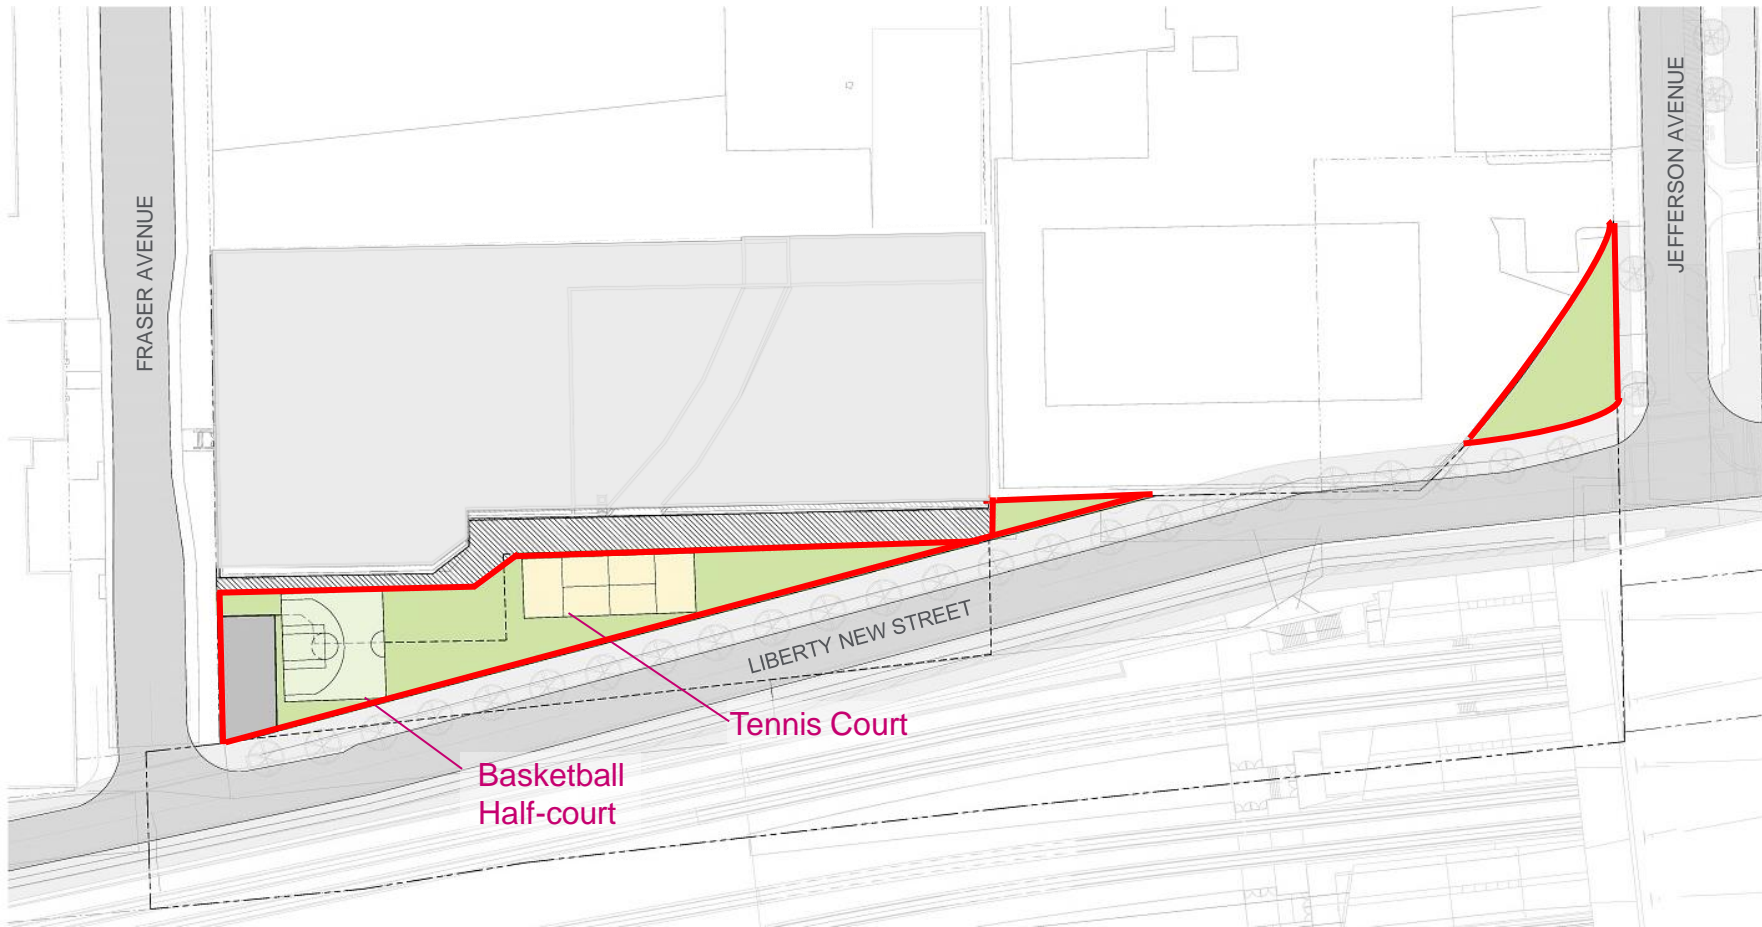 FRASER AVENUE
JEFFERSON AVENUE
LIBERTY NEW STREET
Tennis Court
Basketball
Half-court